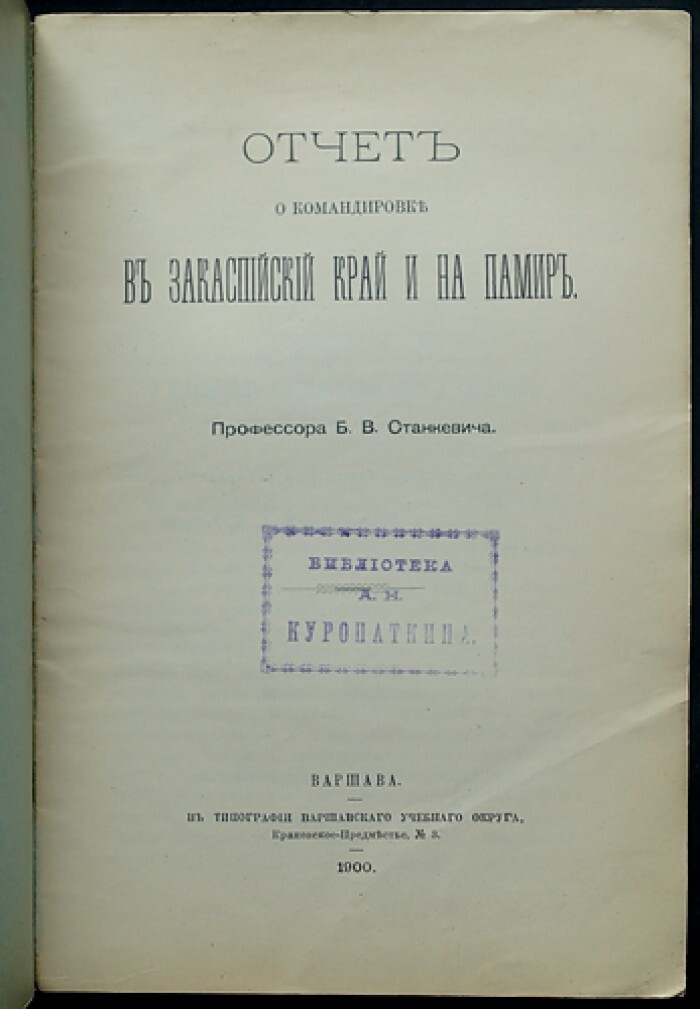 ОТЧЕТЪ
О КОМАНДИРОВКѢ
ВЪ ЗАКАСПІЙСКІЙ КРАЙ И НА ПАМИРЪ.
Профессора Б. В. Станкевича.
БИБЛІОТЕКА
А. Н.
КУРОПАТКИНА.
ВАРШАВА.
ВЪ ТИПОГРАФІИ ВАРШАВСКАГО УЧЕБНАГО ОКРУГА,
Краковское-Предмѣстье, № 3.
1900.